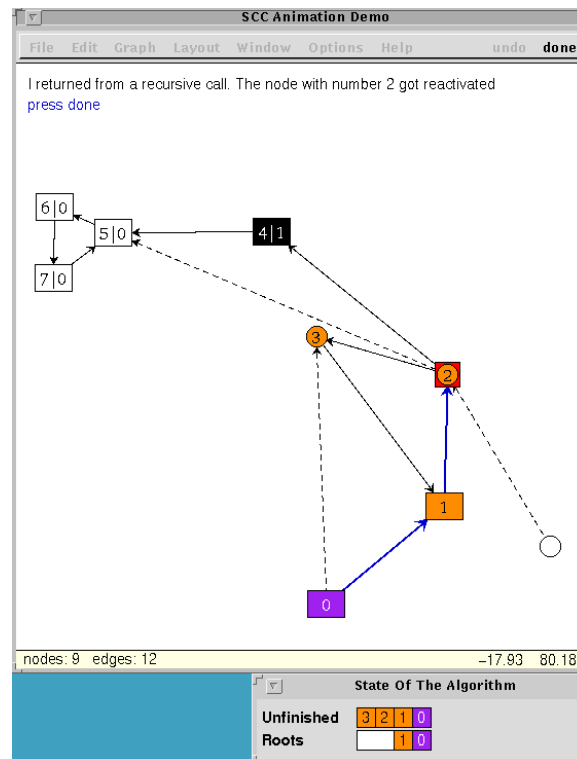 SCC Animation Demo
File Edit Graph Layout Window Options Help undo done
I returned from a recursive call. The node with number 2 got reactivated
press done
6|0
5|0
4|1
7|0
3
2
1
0
nodes: 9 edges: 12 -17.93 80.18
State Of The Algorithm
Unfinished 3 2 1 0
Roots 1 0